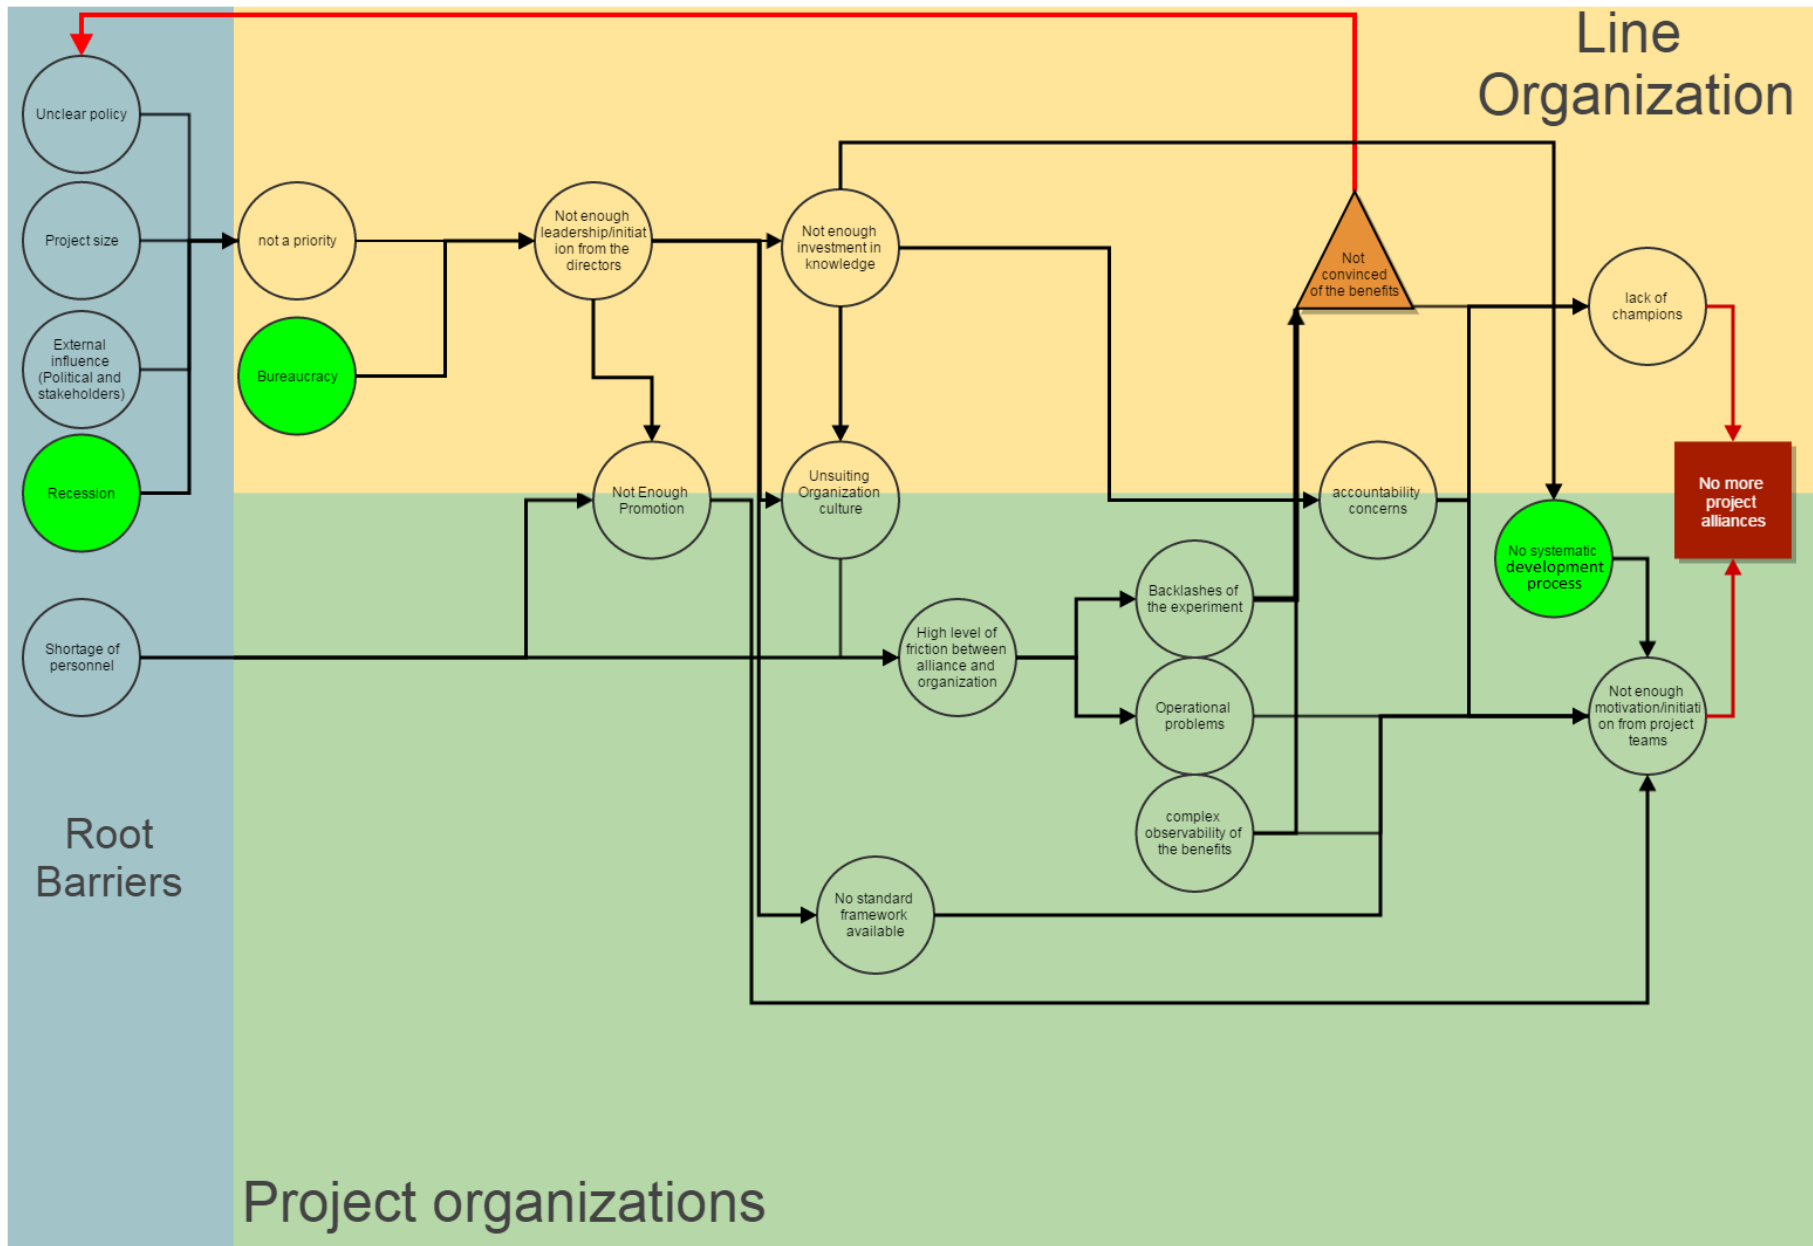 Line
Organization
Unclear policy
Project size
External
influence
(Political and
stakeholders)
Recession
Shortage of
personnel
Root
Barriers
not a priority
Bureaucracy
Not enough
leadership/initiat
ion from the
directors
Not enough
investment in
knowledge
Not Enough
Promotion
Unsuiting
Organization
culture
High level of
friction between
alliance and
organization
No standard
framework
available
Backlashes of
the experiment
Operational
problems
complex
observability of
the benefits
Not
convinced
of the benefits
accountability
concerns
No systematic
development
process
lack of
champions
No more
project
alliances
Not enough
motivation/initiati
on from project
teams
Project organizations